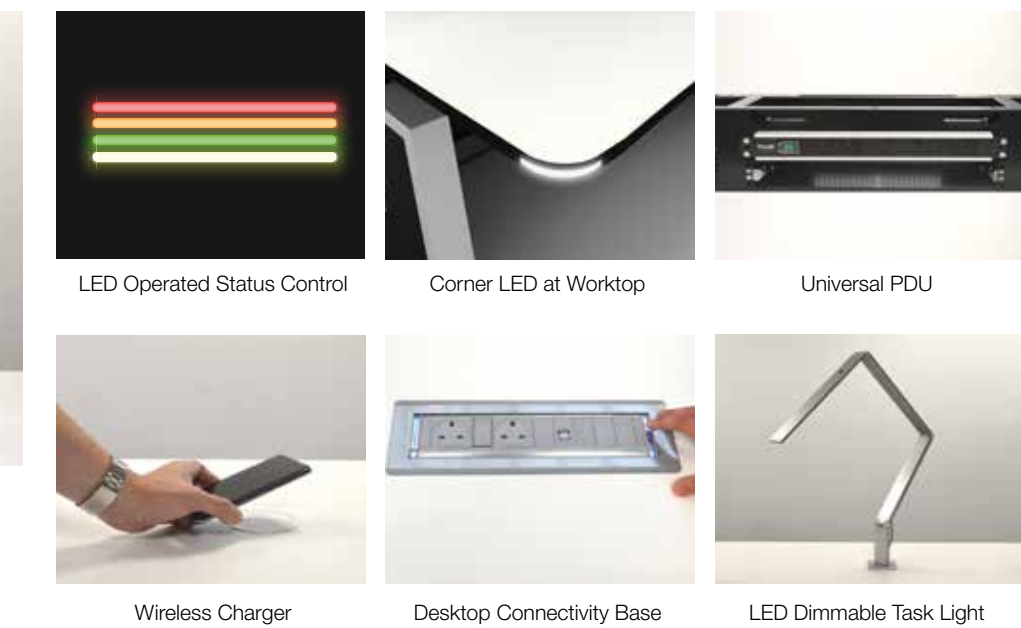 LED Operated Status Control
Corner LED at Worktop
Universal PDU
Wireless Charger
Desktop Connectivity Base
LED Dimmable Task Light